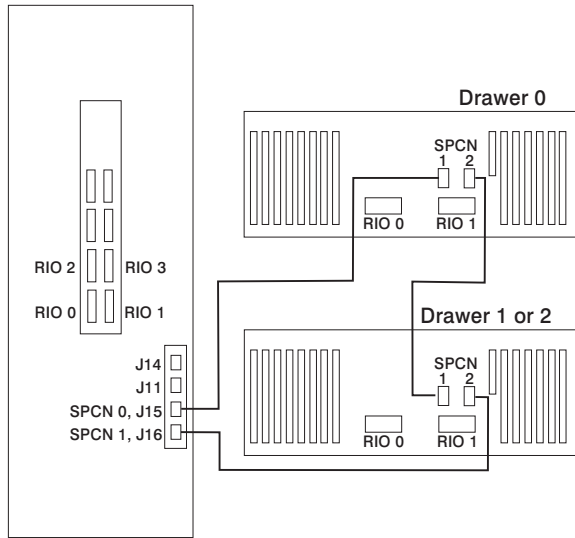 Drawer 0
SPCN
1 2
RIO 0 RIO 1
RIO 2 RIO 3
RIO 0 RIO 1
Drawer 1 or 2
SPCN
1 2
RIO 0 RIO 1
J14
J11
SPCN 0, J15
SPCN 1, J16